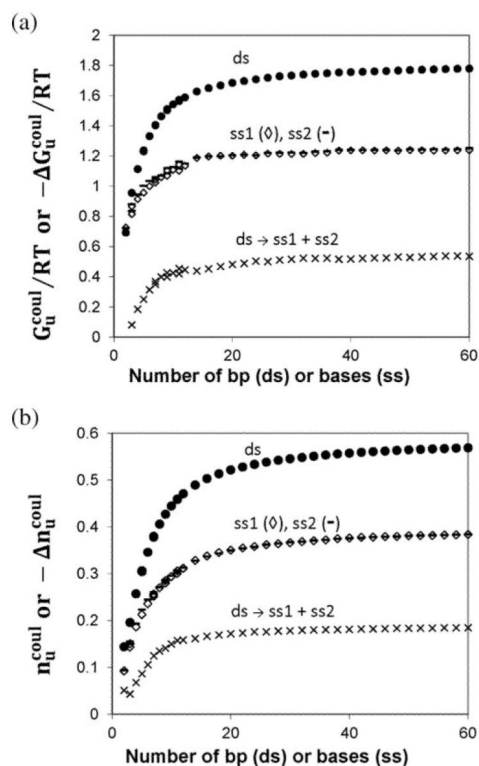 (a)
G_u^coul/RT or −ΔG_u^coul/RT
2
1.8
1.6
1.4
1.2
1
0.8
0.6
0.4
0.2
0
ds
ss1 (◊), ss2 (-)
ds → ss1 + ss2
0 20 40 60
Number of bp (ds) or bases (ss)
(b)
n_u^coul or − Δn_u^coul
0.6
0.5
0.4
0.3
0.2
0.1
0
ds
ss1 (◊), ss2 (-)
ds → ss1 + ss2
0 20 40 60
Number of bp (ds) or bases (ss)